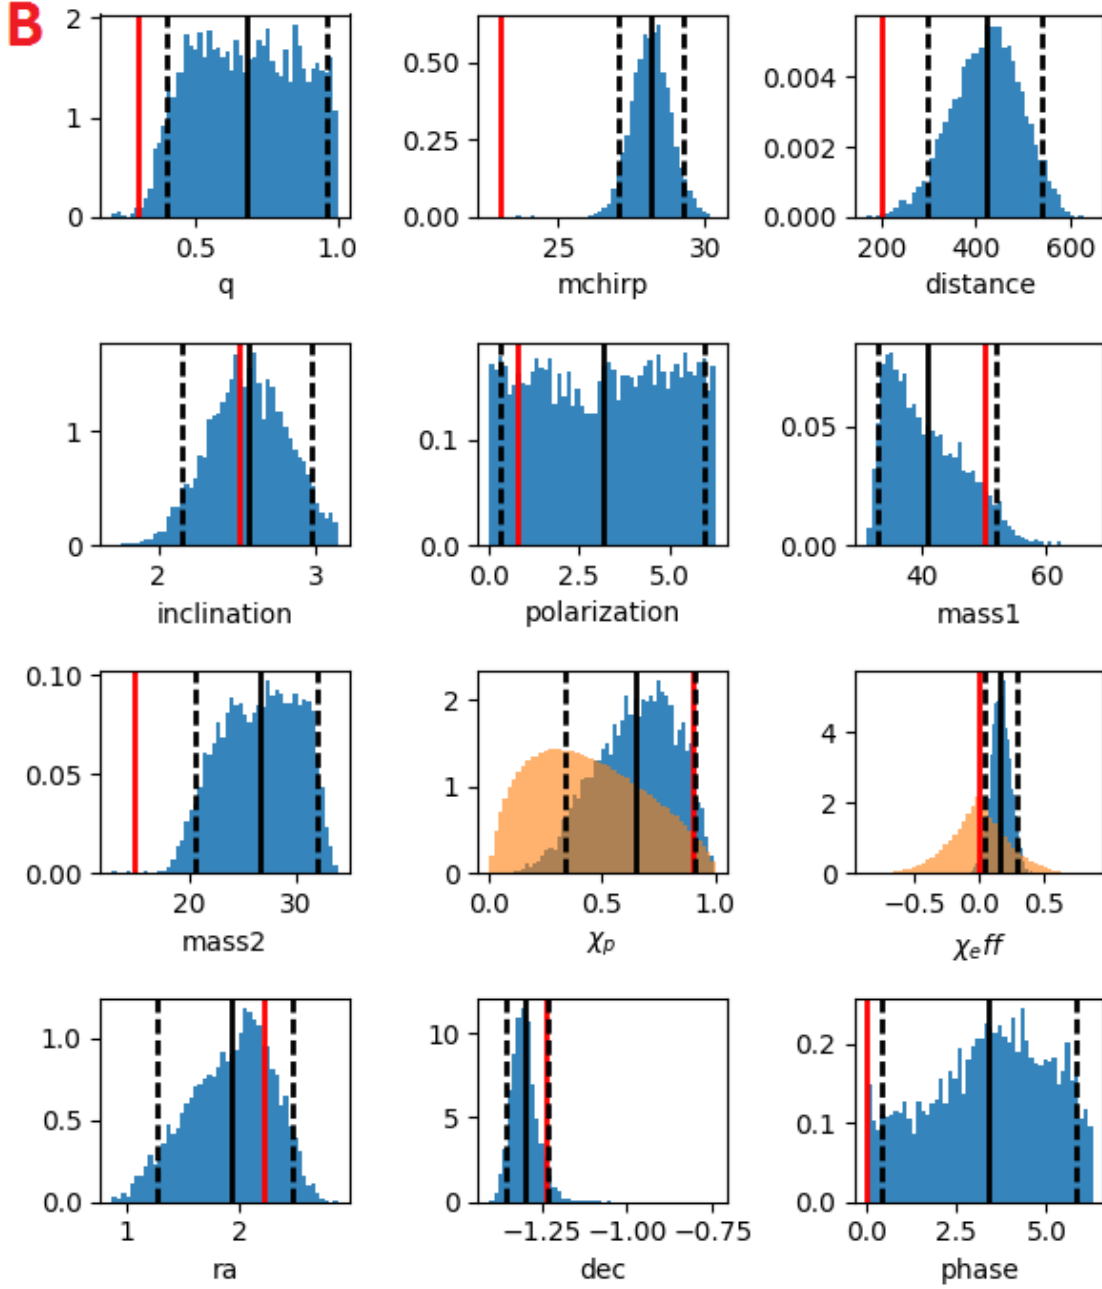 B
2
1
0
0.5 1.0
q
0.50
0.25
0.00
25 30
mchirp
0.004
0.002
0.000
200 400 600
distance
1
0
2 3
inclination
0.1
0.0
0.0 2.5 5.0
polarization
0.05
0.00
40 60
mass1
0.10
0.05
0.00
20 30
mass2
2
1
0
0.0 0.5 1.0
χₚ
4
2
0
−0.5 0.0 0.5
χₑff
1.0
0.5
0.0
1 2
ra
10
5
0
−1.25 −1.00 −0.75
dec
0.2
0.1
0.0
0.0 2.5 5.0
phase